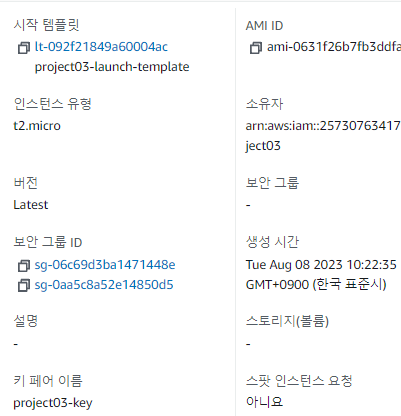 시작 템플릿
lt-092f21849a60004ac
project03-launch-template
AMI ID
ami-0631f26b7fb3ddfa
인스턴스 유형
t2.micro
소유자
arn:aws:iam::25730763417
ject03
버전
Latest
보안 그룹
-
보안 그룹 ID
sg-06c69d3ba1471448e
sg-0aa5c8a52e14850d5
생성 시간
Tue Aug 08 2023 10:22:35
GMT+0900 (한국 표준시)
설명
-
스토리지(볼륨)
-
키 페어 이름
project03-key
스팟 인스턴스 요청
아니요